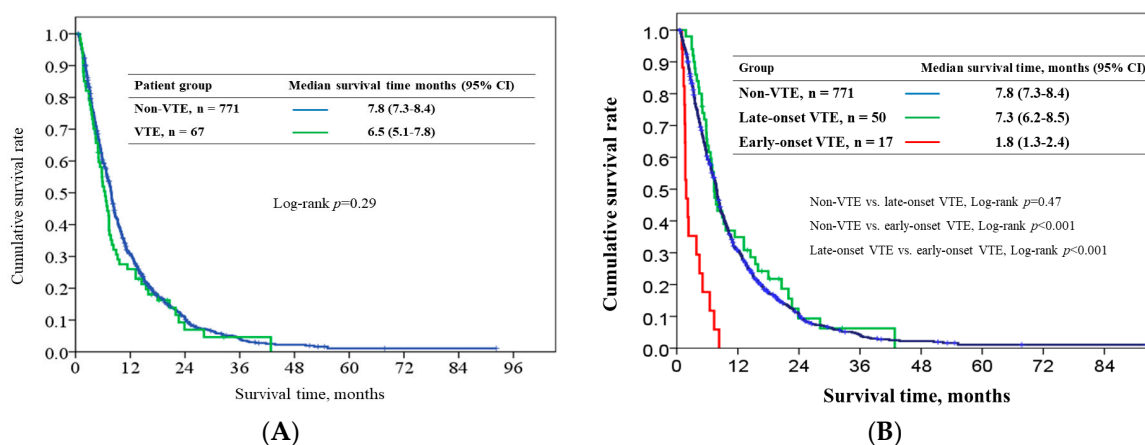 Cumulative survival rate
1.0
0.9
0.8
0.7
0.6
0.5
0.4
0.3
0.2
0.1
0.0
Patient group Median survival time months (95% CI)
Non-VTE, n = 771 7.8 (7.3-8.4)
VTE, n = 67 6.5 (5.1-7.8)
Log-rank p=0.29
0 12 24 36 48 60 72 84 96
Survival time, months
(A)
Cumulative survival rate
1.0
0.9
0.8
0.7
0.6
0.5
0.4
0.3
0.2
0.1
0.0
Group Median survival time, months (95% CI)
Non-VTE, n = 771 7.8 (7.3-8.4)
Late-onset VTE, n = 50 7.3 (6.2-8.5)
Early-onset VTE, n = 17 1.8 (1.3-2.4)
Non-VTE vs. late-onset VTE, Log-rank p=0.47
Non-VTE vs. early-onset VTE, Log-rank p<0.001
Late-onset VTE vs. early-onset VTE, Log-rank p<0.001
0 12 24 36 48 60 72 84
Survival time, months
(B)